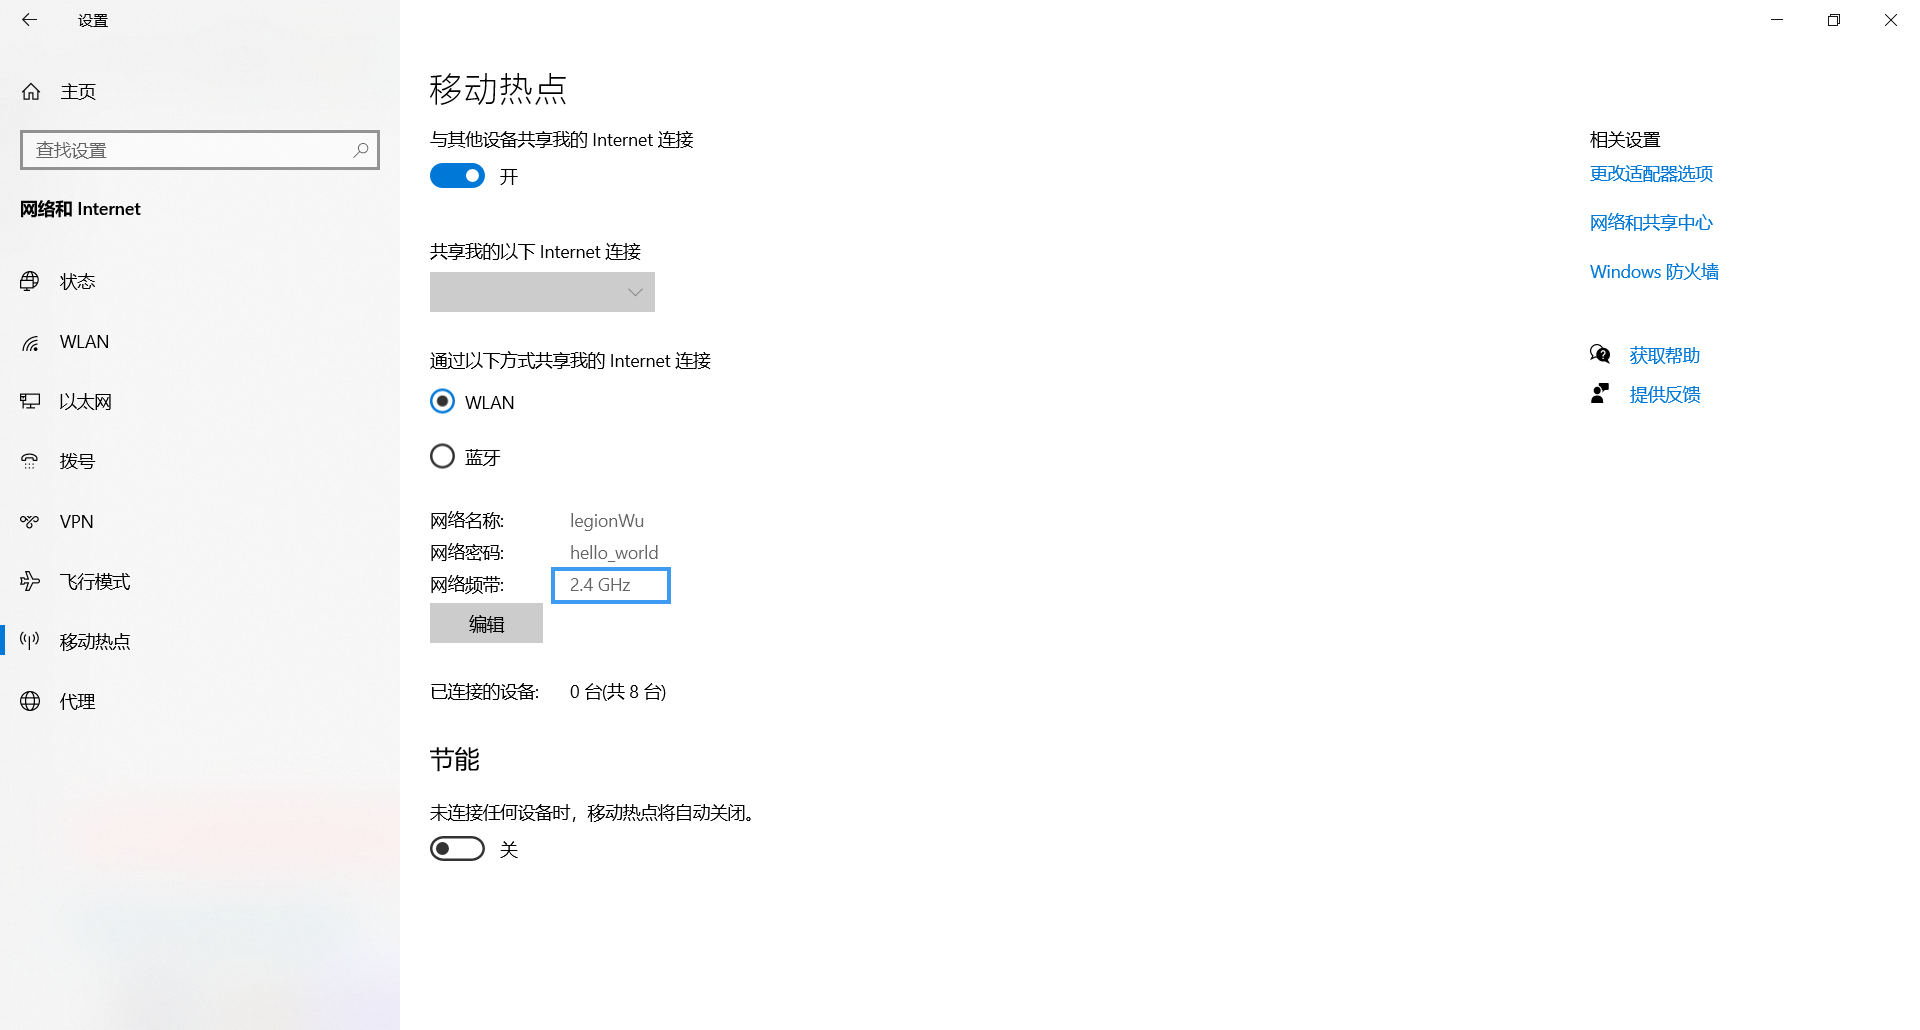 设置
主页
查找设置
网络和 Internet
状态
WLAN
以太网
拨号
VPN
飞行模式
移动热点
代理
移动热点
与其他设备共享我的 Internet 连接
开
共享我的以下 Internet 连接
通过以下方式共享我的 Internet 连接
WLAN
蓝牙
网络名称: legionWu
网络密码: hello_world
网络频带: 2.4 GHz
编辑
已连接的设备: 0 台(共 8 台)
节能
未连接任何设备时，移动热点将自动关闭。
关
相关设置
更改适配器选项
网络和共享中心
Windows 防火墙
获取帮助
提供反馈